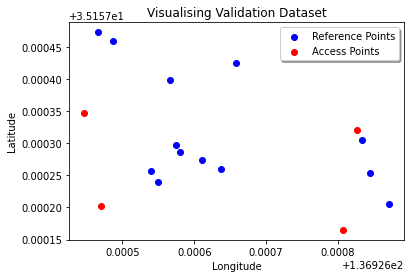 Visualising Validation Dataset
+3.5157e1
Reference Points
Access Points
Latitude
0.00045
0.00040
0.00035
0.00030
0.00025
0.00020
0.00015
0.0005
0.0006
0.0007
0.0008
Longitude
+1.36926e2